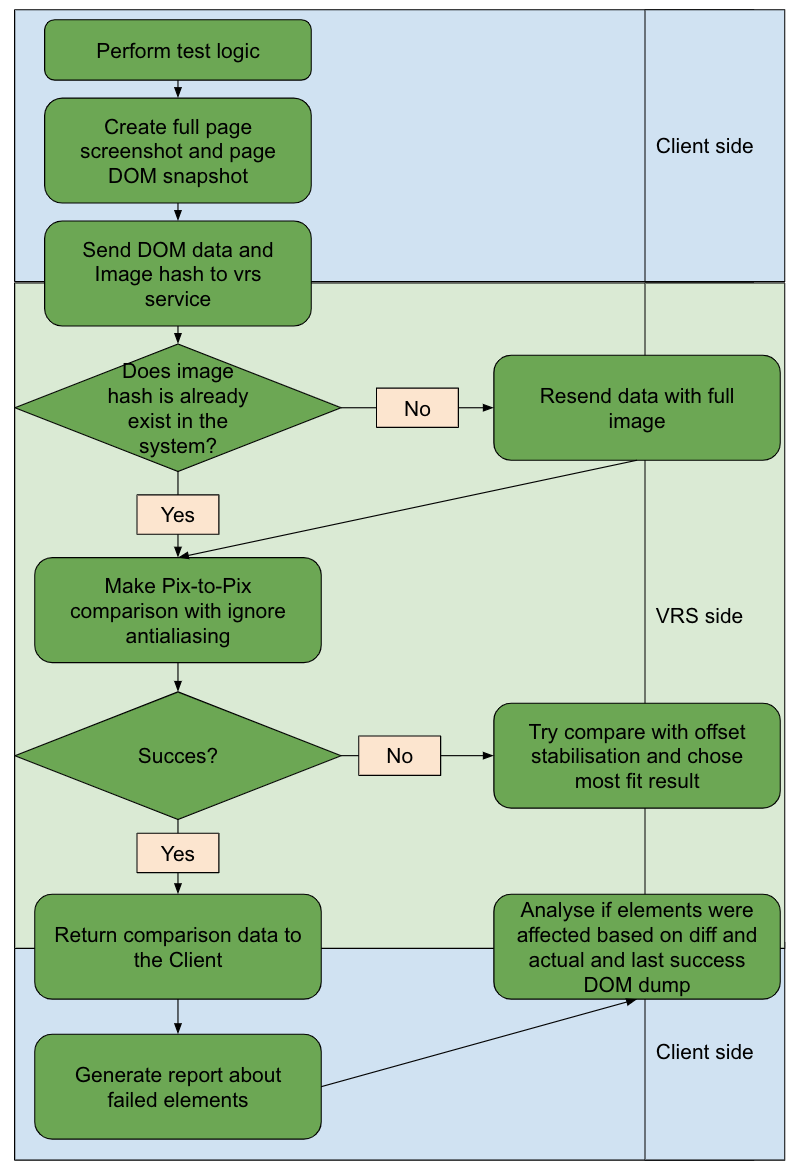 Perform test logic
Create full page
screenshot and page
DOM snapshot
Client side
Send DOM data and
Image hash to vrs
service
Does image
hash is already
exist in the
system?
No
Resend data with full
image
Yes
Make Pix-to-Pix
comparison with ignore
antialiasing
VRS side
Succes?
No
Try compare with offset
stabilisation and chose
most fit result
Yes
Return comparison data to
the Client
Analyse if elements were
affected based on diff and
actual and last success
DOM dump
Generate report about
failed elements
Client side